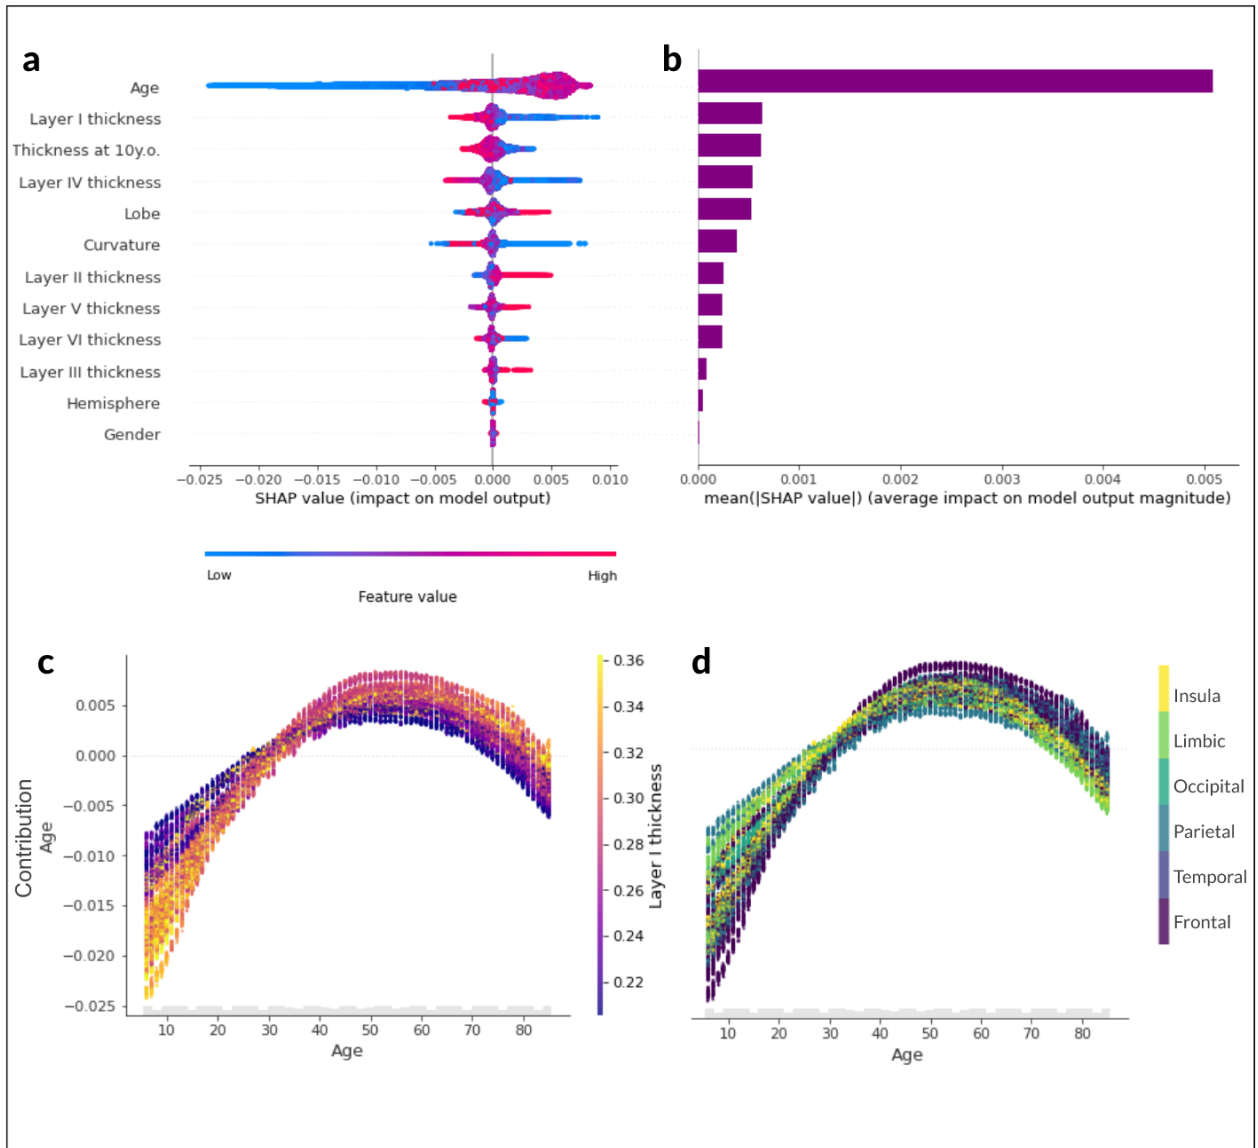 a
b
Age
Layer I thickness
Thickness at 10y.o.
Layer IV thickness
Lobe
Curvature
Layer II thickness
Layer V thickness
Layer VI thickness
Layer III thickness
Hemisphere
Gender
−0.025 −0.020 −0.015 −0.010 −0.005 0.000 0.005 0.010
SHAP value (impact on model output)
0.000 0.001 0.002 0.003 0.004 0.005
mean(|SHAP value|) (average impact on model output magnitude)
Low High
Feature value
c
0.005
0.000
−0.005
−0.010
−0.015
−0.020
−0.025
Contribution
Age
10 20 30 40 50 60 70 80
Age
0.36
0.34
0.32
0.30
0.28
0.26
0.24
0.22
Layer I thickness
d
10 20 30 40 50 60 70 80
Age
Insula
Limbic
Occipital
Parietal
Temporal
Frontal